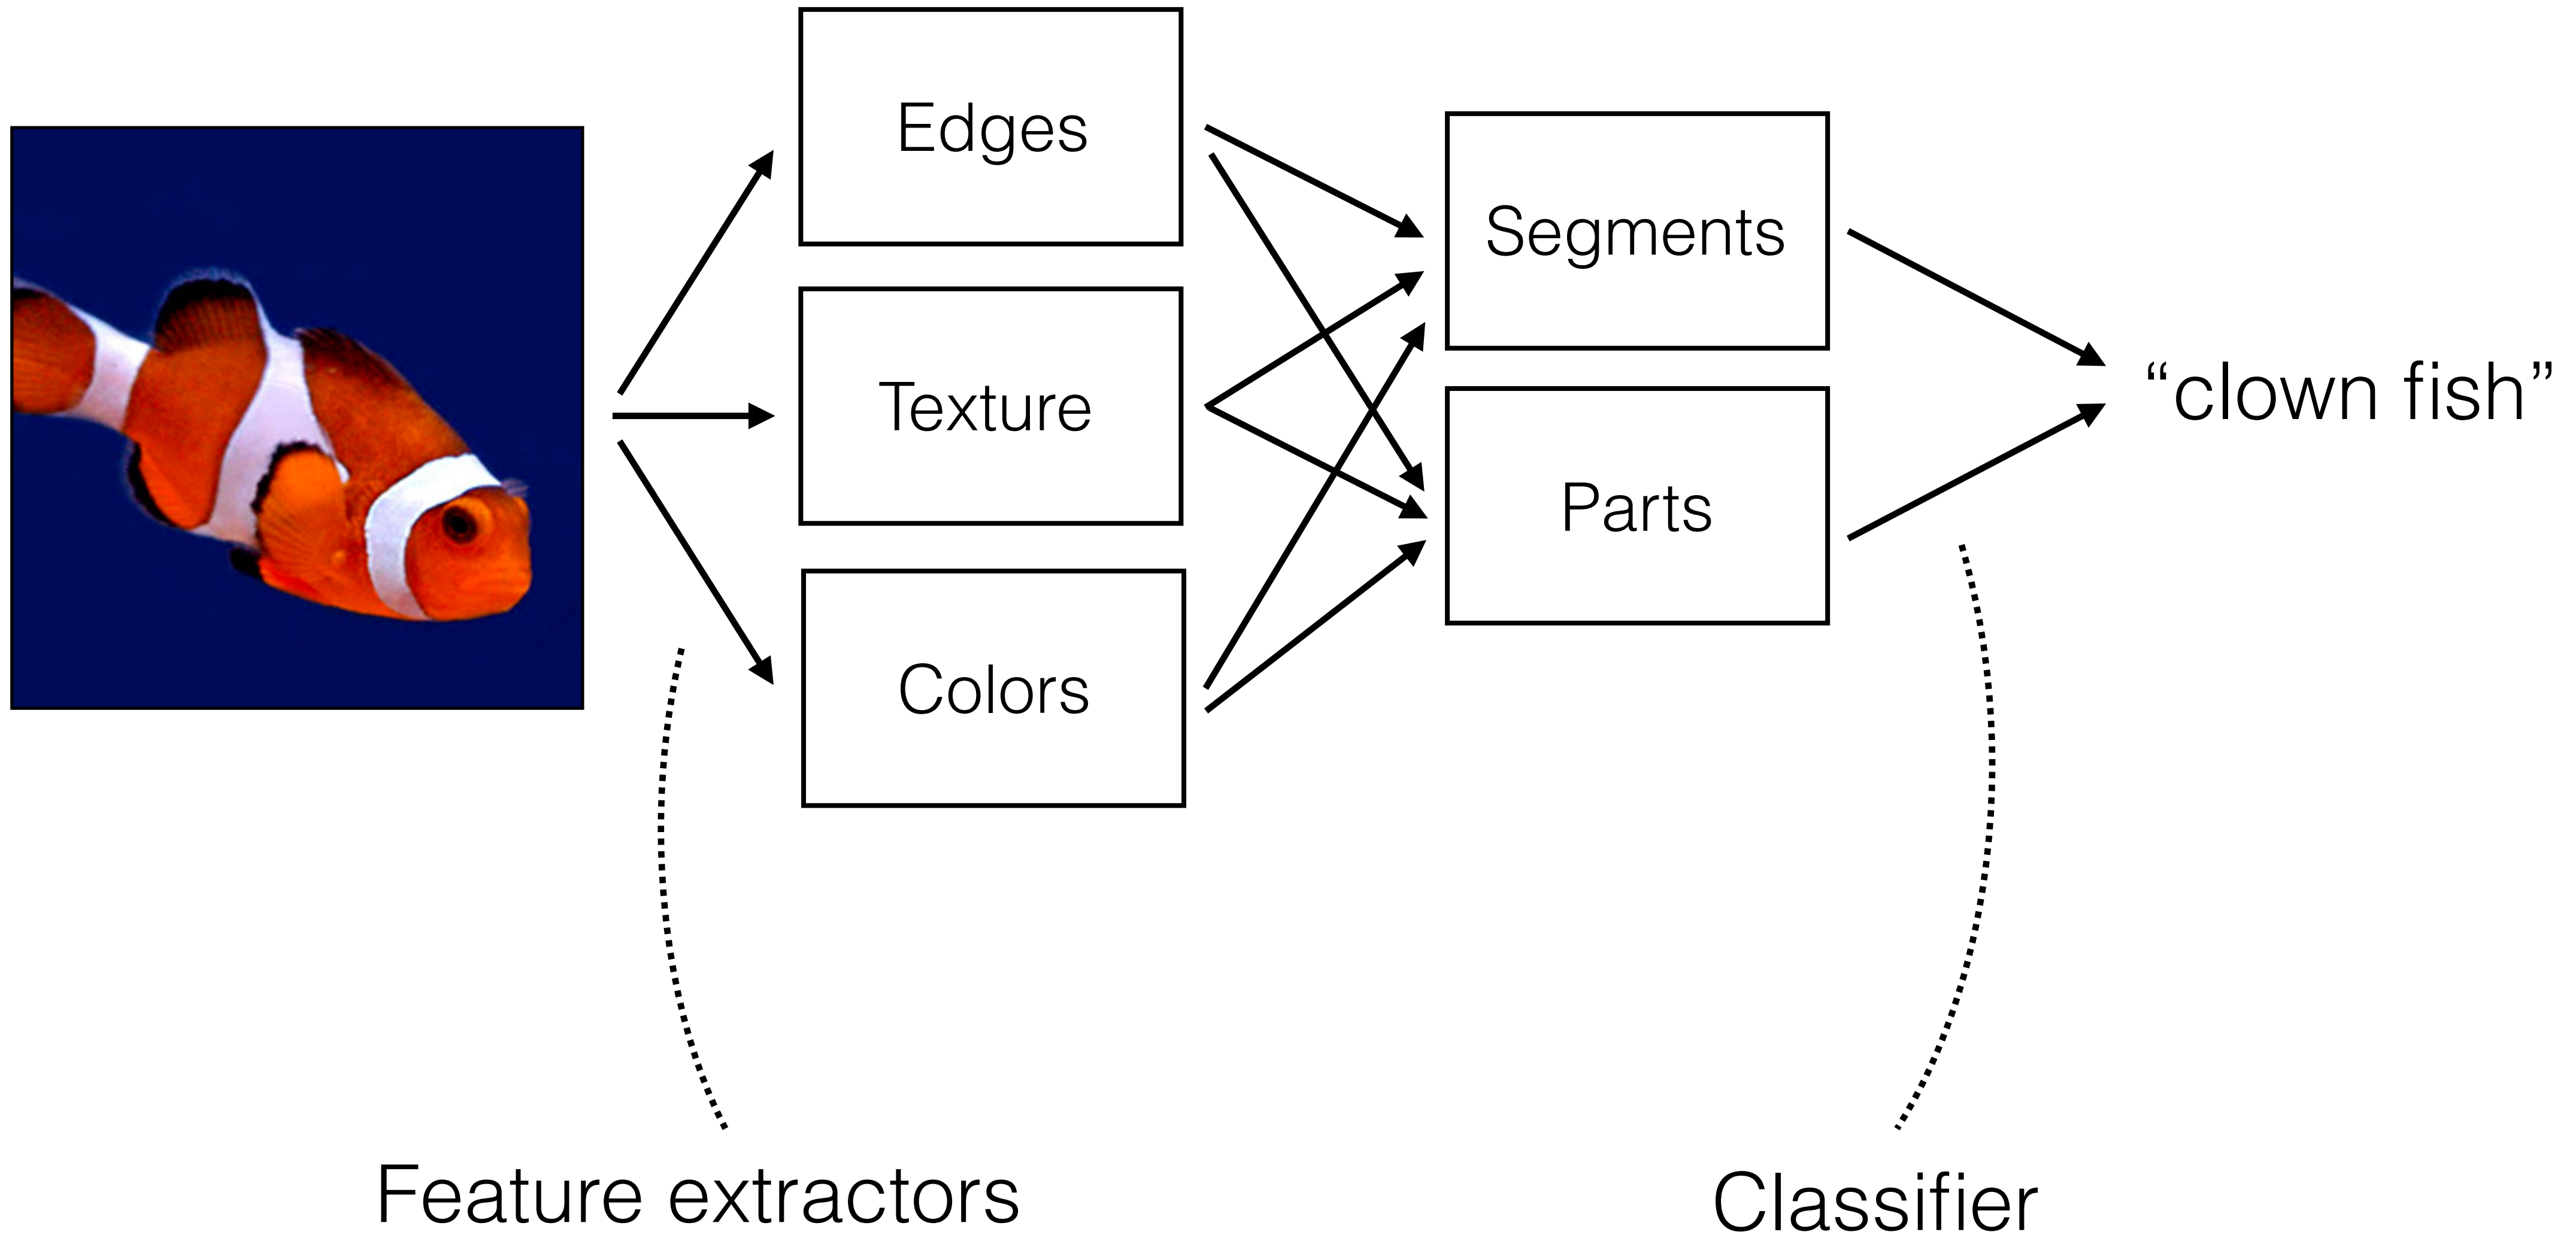 Edges
Texture
Colors
Segments
Parts
“clown fish”
Feature extractors
Classifier